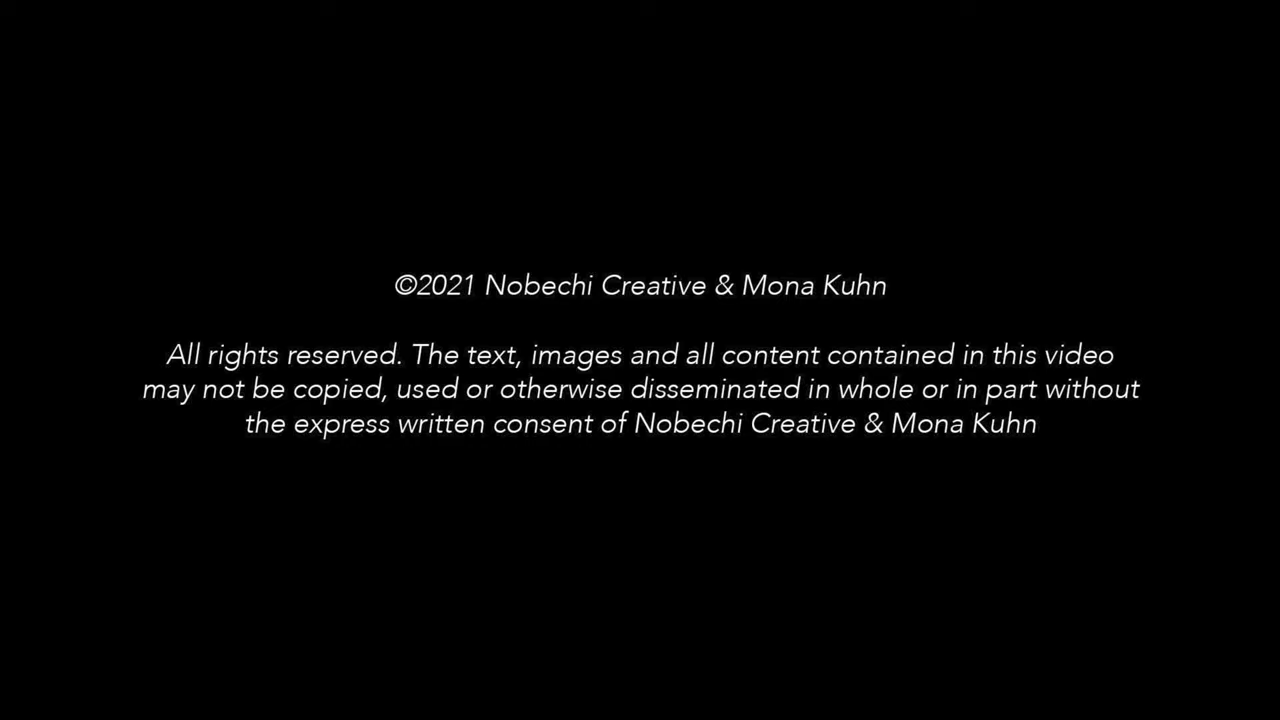 ©2021 Nobechi Creative & Mona Kuhn
All rights reserved. The text, images and all content contained in this video
may not be copied, used or otherwise disseminated in whole or in part without
the express written consent of Nobechi Creative & Mona Kuhn